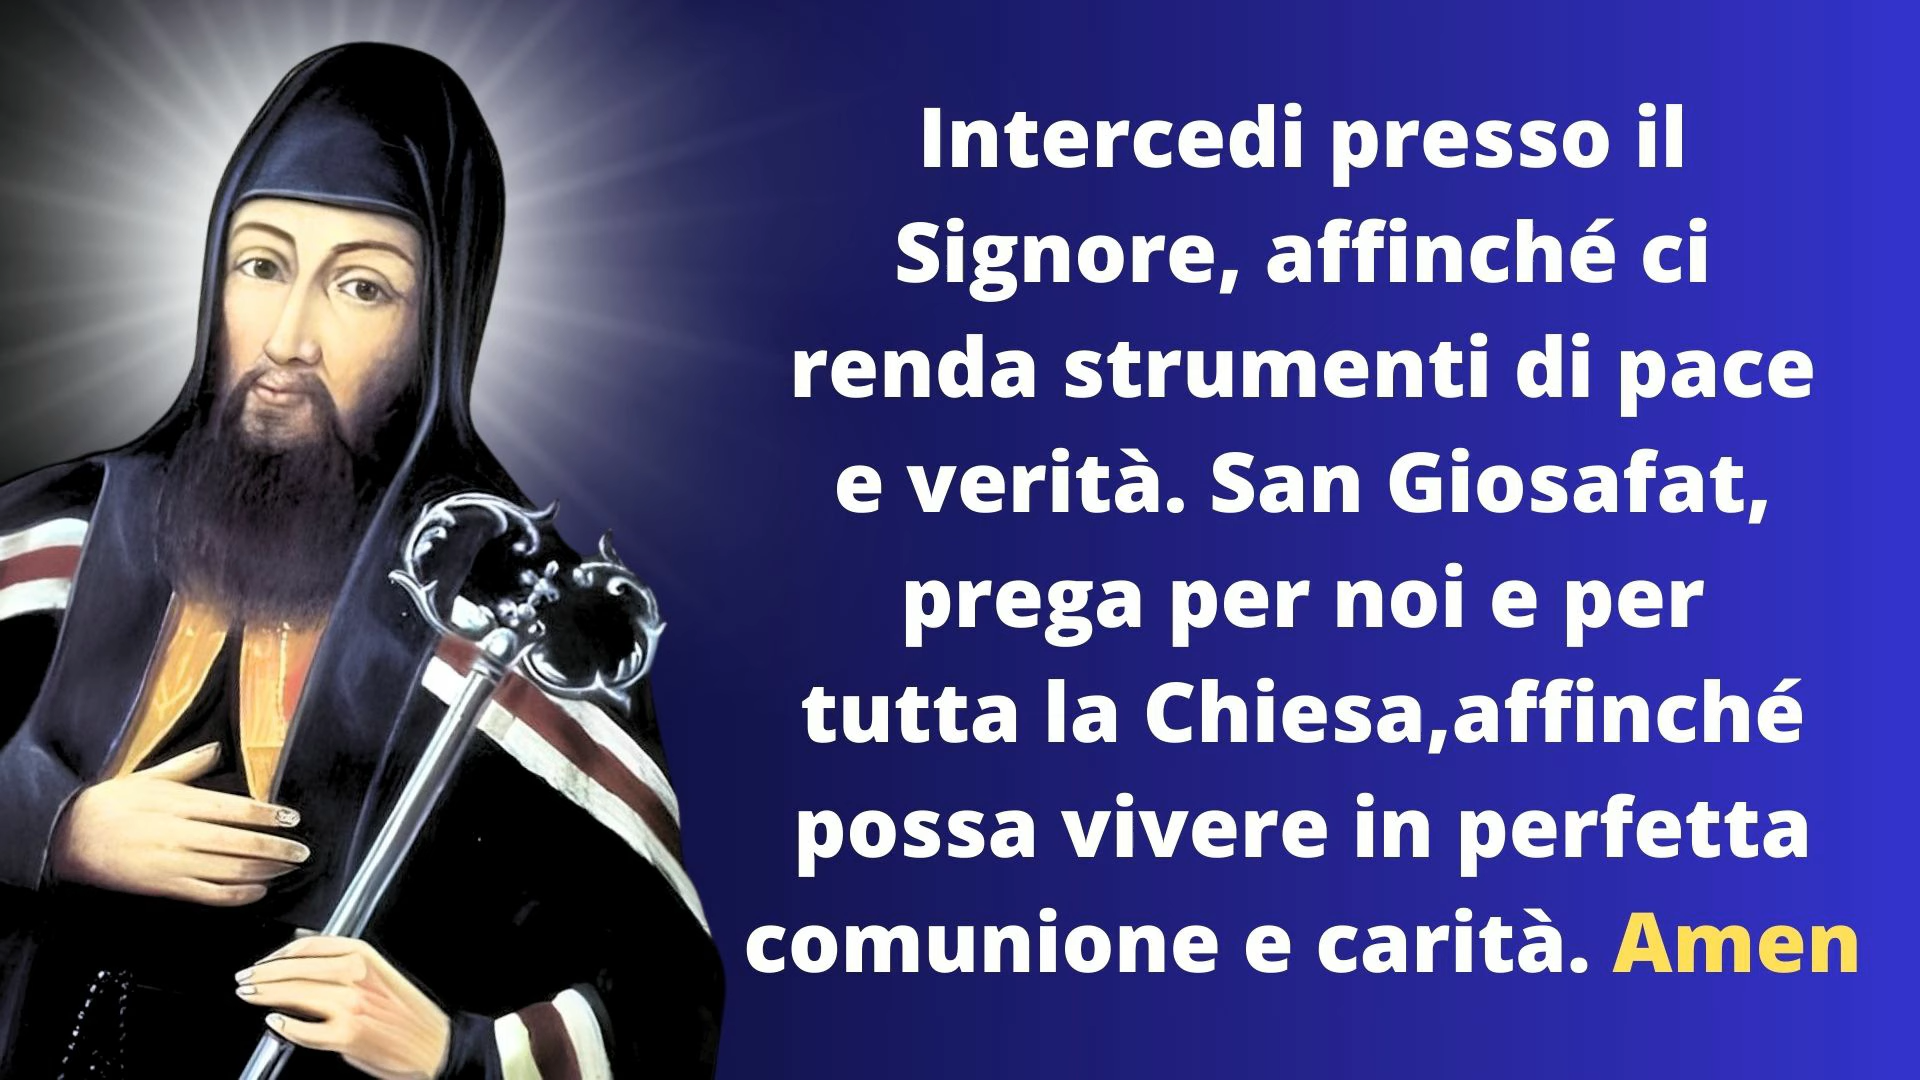 Intercedi presso il
Signore, affinché ci
renda strumenti di pace
e verità. San Giosafat,
prega per noi e per
tutta la Chiesa,affinché
possa vivere in perfetta
comunione e carità. Amen